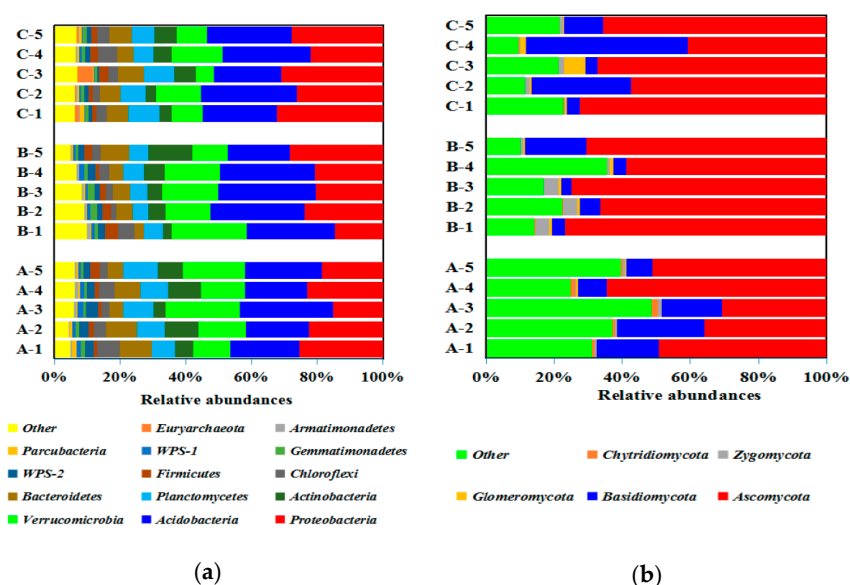 C-5
C-4
C-3
C-2
C-1
B-5
B-4
B-3
B-2
B-1
A-5
A-4
A-3
A-2
A-1
0% 20% 40% 60% 80% 100%
Relative abundances
Other Euryarchaeota Armatimonadetes
Parcubacteria WPS-1 Gemmatimonadetes
WPS-2 Firmicutes Chloroflexi
Bacteroidetes Planctomycetes Actinobacteria
Verrucomicrobia Acidobacteria Proteobacteria
(a)
C-5
C-4
C-3
C-2
C-1
B-5
B-4
B-3
B-2
B-1
A-5
A-4
A-3
A-2
A-1
0% 20% 40% 60% 80% 100%
Relative abundances
Other Chytridiomycota Zygomycota
Glomeromycota Basidiomycota Ascomycota
(b)